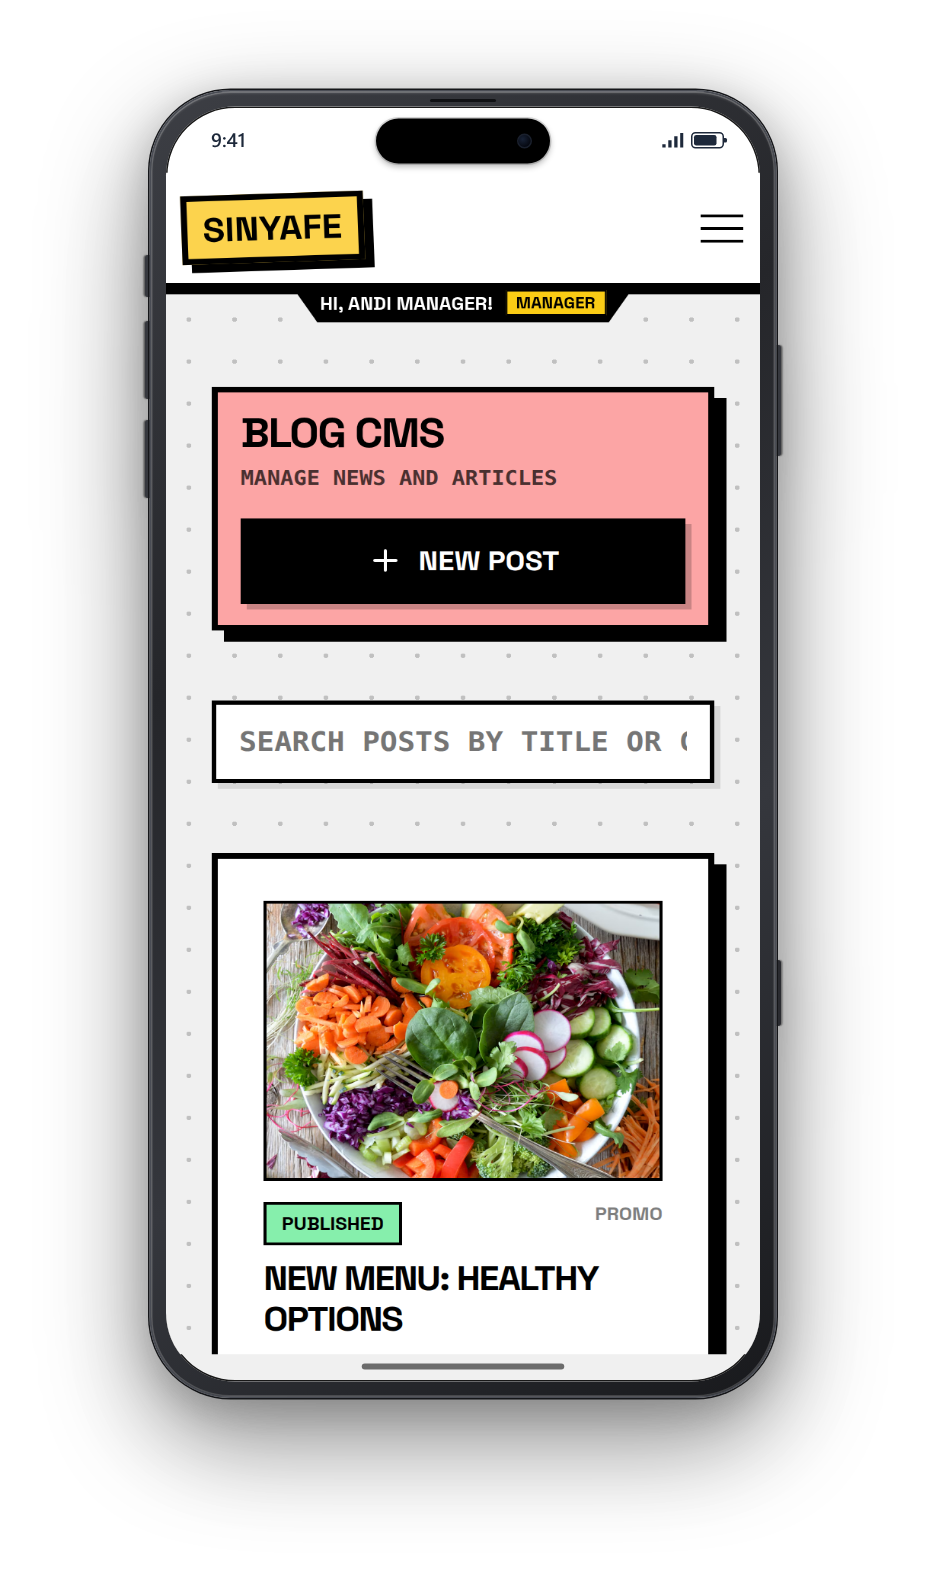 9:41
SINYAFE
HI, ANDI MANAGER! MANAGER
BLOG CMS
MANAGE NEWS AND ARTICLES
NEW POST
SEARCH POSTS BY TITLE OR
PUBLISHED
PROMO
NEW MENU: HEALTHY
OPTIONS